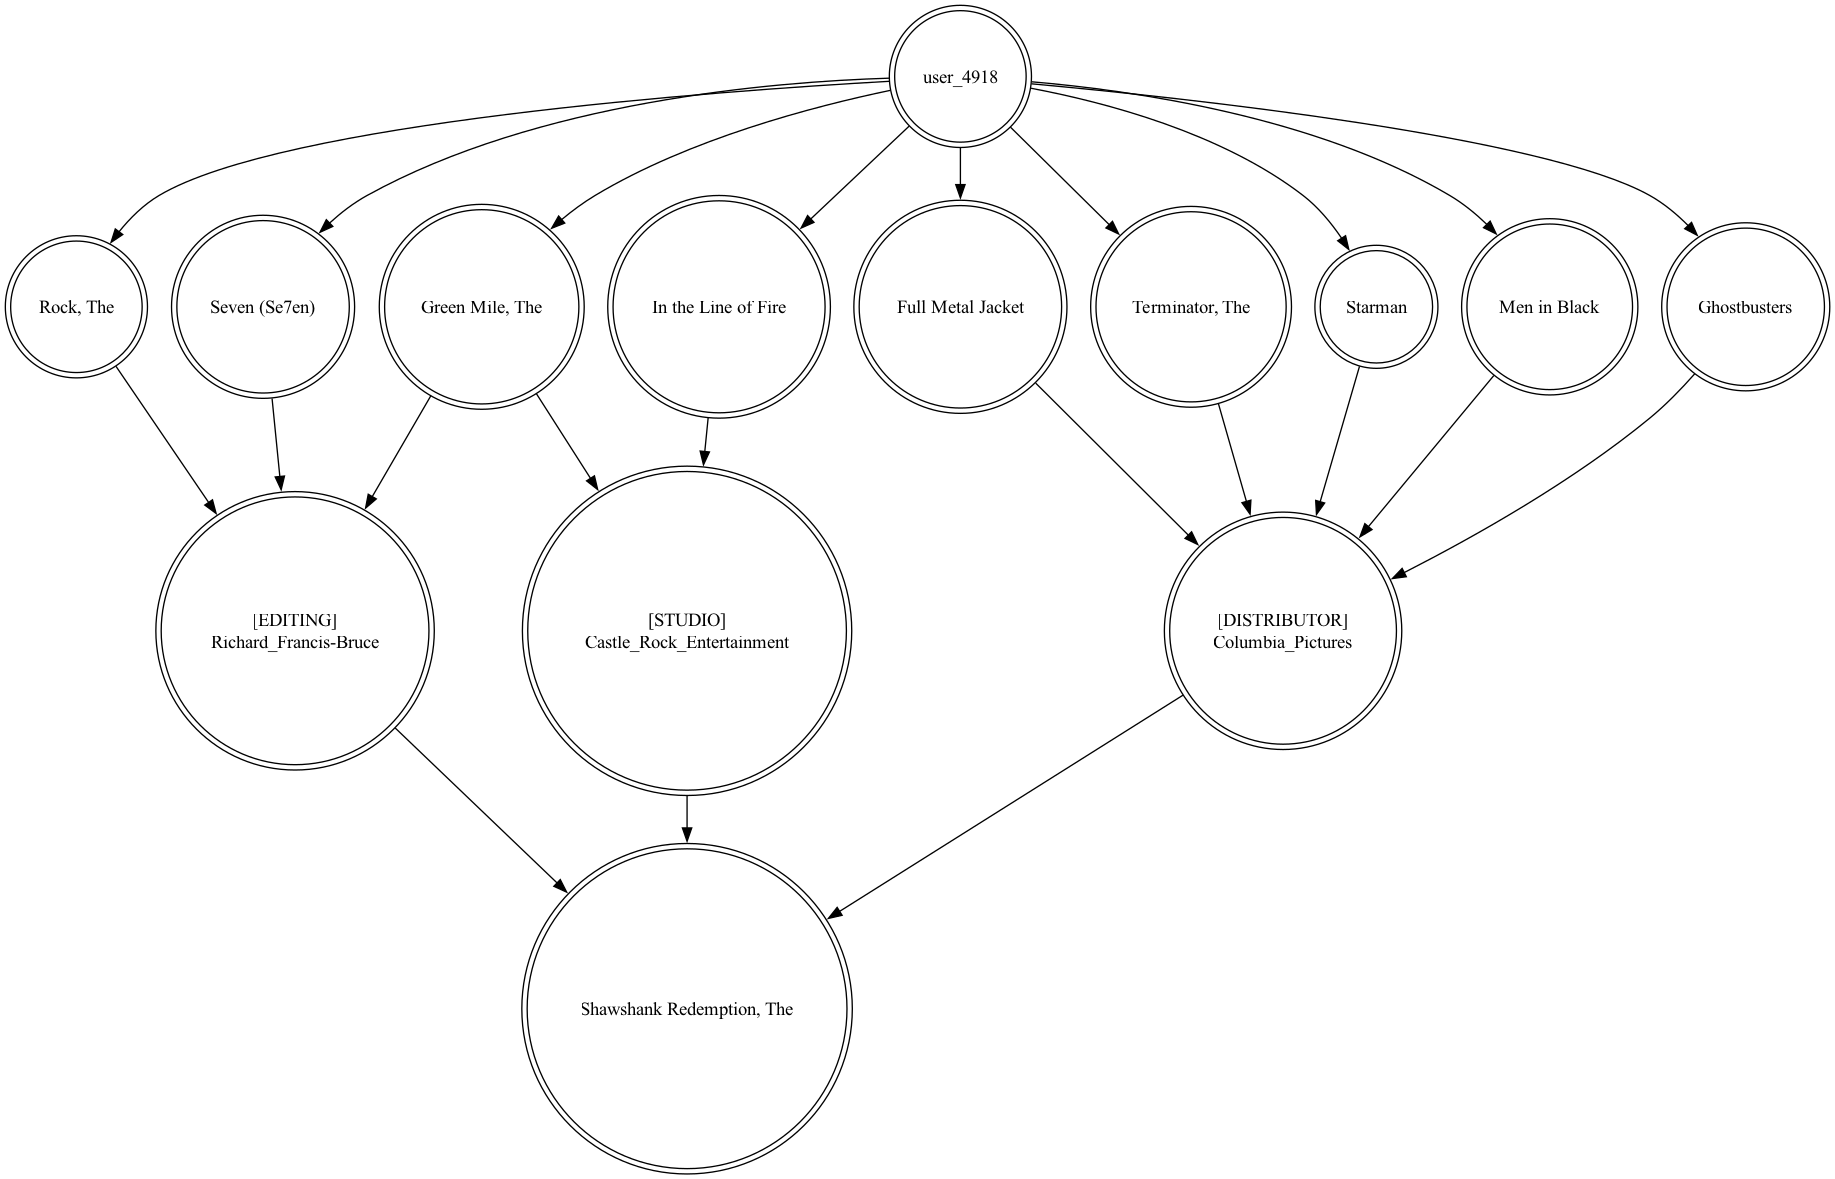 user_4918
Rock, The
Seven (Se7en)
Green Mile, The
In the Line of Fire
Full Metal Jacket
Terminator, The
Starman
Men in Black
Ghostbusters
[EDITING]
Richard_Francis-Bruce
[STUDIO]
Castle_Rock_Entertainment
[DISTRIBUTOR]
Columbia_Pictures
Shawshank Redemption, The